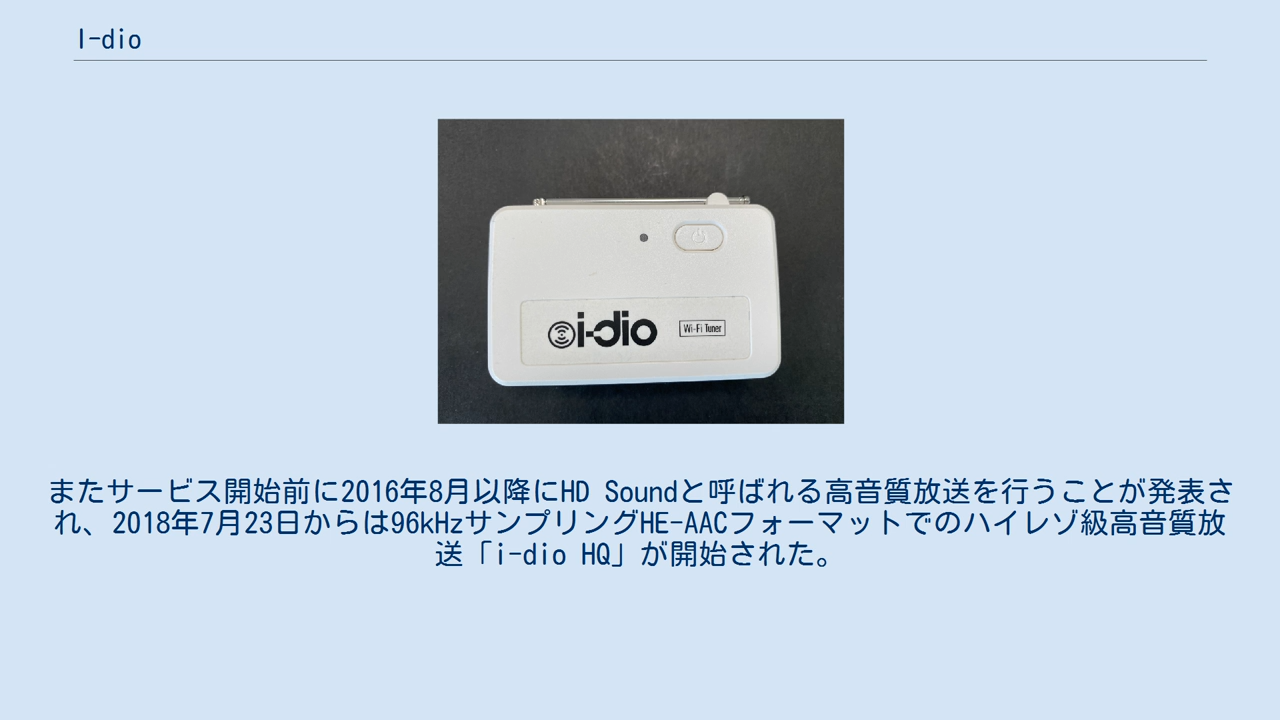 I-dio
i-dio
Wi-Fi Tuner
またサービス開始前に2016年8月以降にHD Soundと呼ばれる高音質放送を行うことが発表さ
れ、2018年7月23日からは96kHzサンプリングHE-AACフォーマットでのハイレゾ級高音質放
送「i-dio HQ」が開始された。